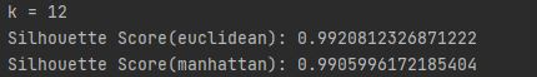 k = 12
Silhouette Score(euclidean): 0.9920812326871222
Silhouette Score(manhattan): 0.9905996172185404